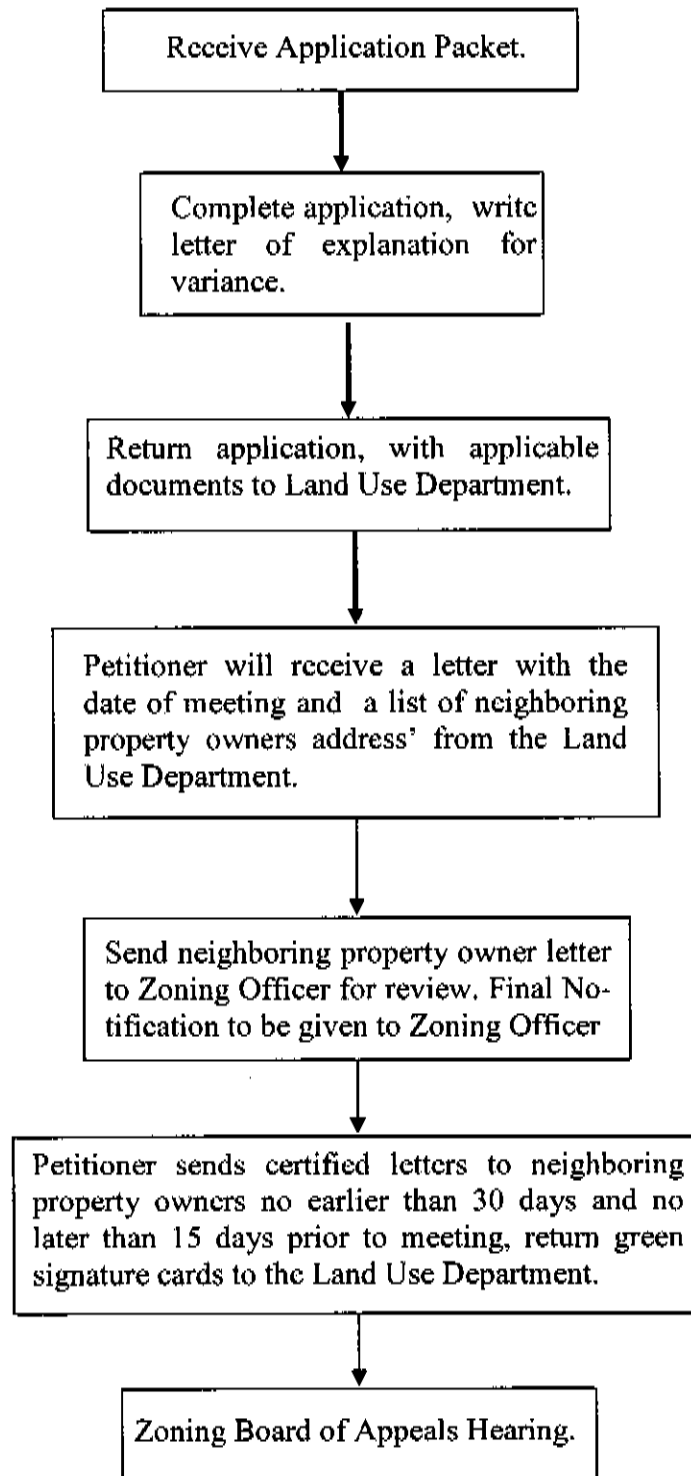 Receive Application Packet.
Complete application, write
letter of explanation for
variance.
Return application, with applicable
documents to Land Use Department.
Petitioner will receive a letter with the
date of meeting and a list of neighboring
property owners address' from the Land
Use Department.
Send neighboring property owner letter
to Zoning Officer for review. Final No-
tification to be given to Zoning Officer
Petitioner sends certified letters to neighboring
property owners no earlier than 30 days and no
later than 15 days prior to meeting, return green
signature cards to the Land Use Department.
Zoning Board of Appeals Hearing.